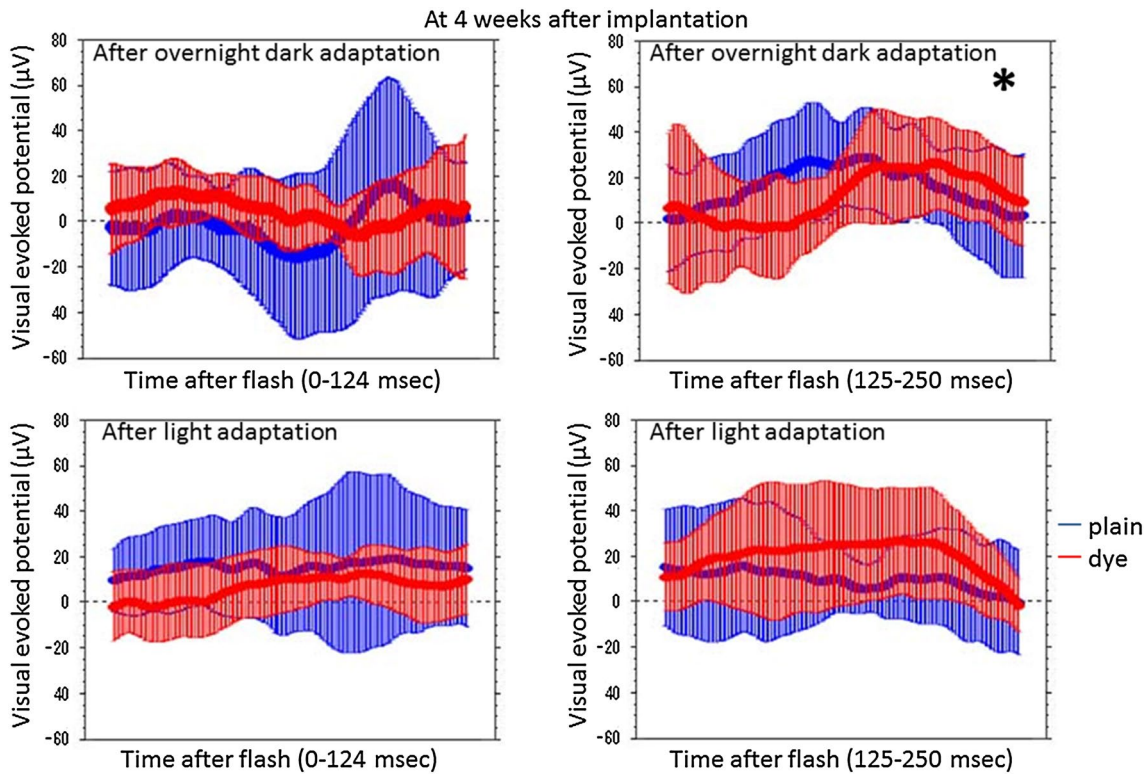 At 4 weeks after implantation
After overnight dark adaptation
Visual evoked potential (μV)
80
60
40
20
0
-20
40
-60
Time after flash (0-124 msec)
After overnight dark adaptation
*
Visual evoked potential (μV)
80
60
40
20
0
-20
40
-60
Time after flash (125-250 msec)
After light adaptation
Visual evoked potential (μV)
80
60
40
20
0
-20
40
-60
Time after flash (0-124 msec)
After light adaptation
Visual evoked potential (μV)
80
60
40
20
0
-20
40
-60
Time after flash (125-250 msec)
plain
dye